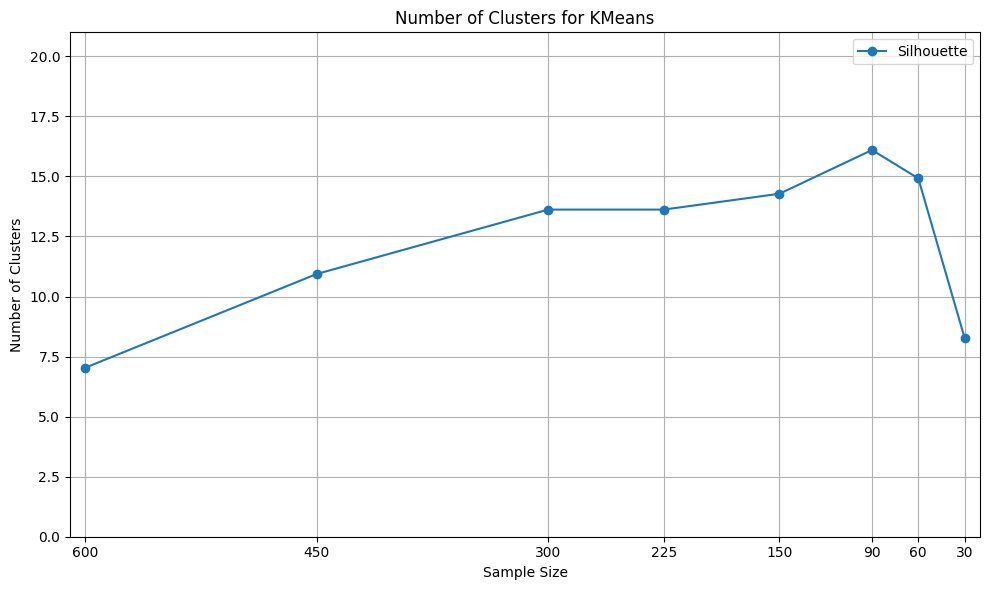 Number of Clusters for KMeans
Silhouette
20.0
17.5
15.0
12.5
10.0
7.5
5.0
2.5
0.0
Number of Clusters
600 450 300 225 150 90 60 30
Sample Size